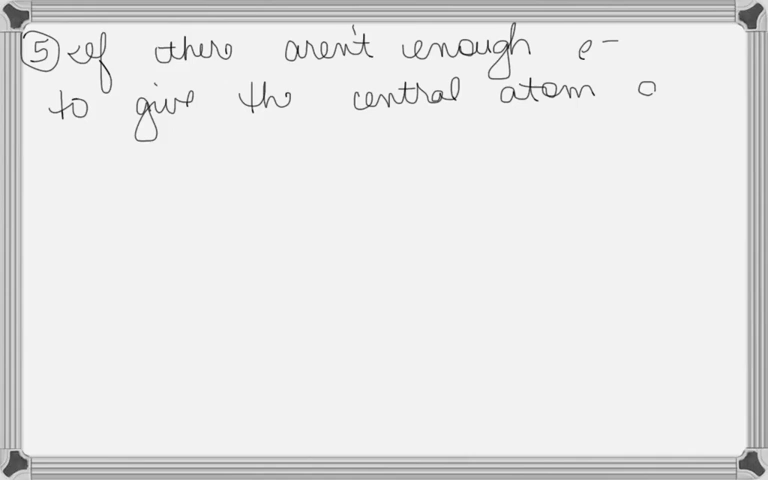 ⑤ If there aren't enough e-
to give the central atom a